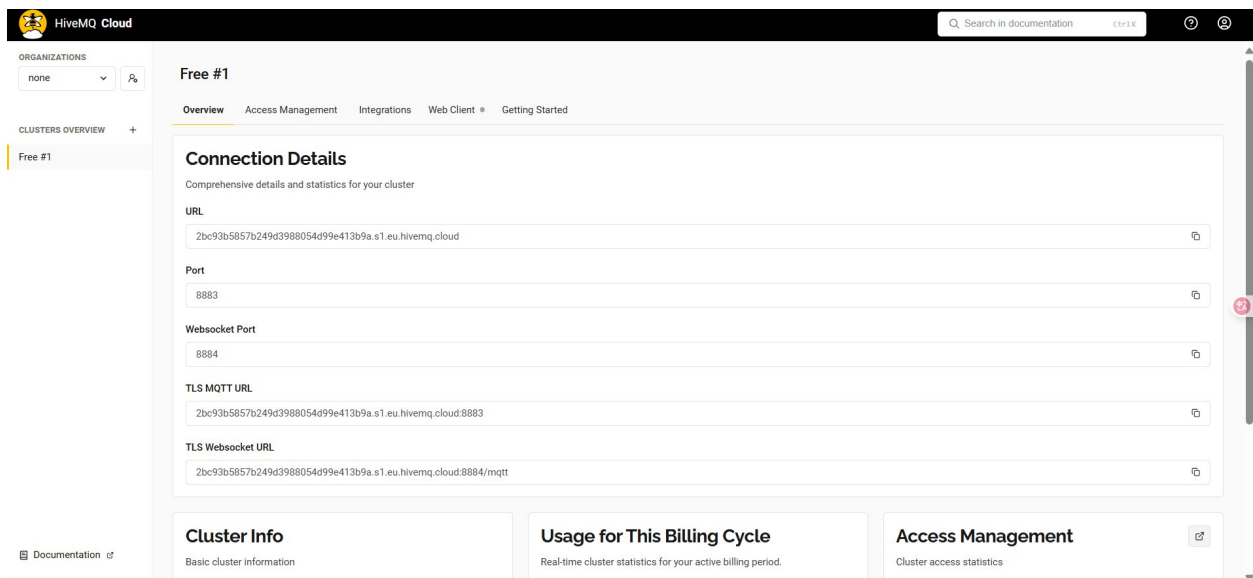 HiveMQ Cloud
Search in documentation
Ctrl K
ORGANIZATIONS
none
CLUSTERS OVERVIEW +
Free #1
Free #1
Overview Access Management Integrations Web Client Getting Started
Connection Details
Comprehensive details and statistics for your cluster
URL
2bc93b5857b249d3988054d99e413b9a.s1.eu.hivemq.cloud
Port
8883
Websocket Port
8884
TLS MQTT URL
2bc93b5857b249d3988054d99e413b9a.s1.eu.hivemq.cloud:8883
TLS Websocket URL
2bc93b5857b249d3988054d99e413b9a.s1.eu.hivemq.cloud:8884/mqtt
Cluster Info
Basic cluster information
Usage for This Billing Cycle
Real-time cluster statistics for your active billing period.
Access Management
Cluster access statistics
Documentation